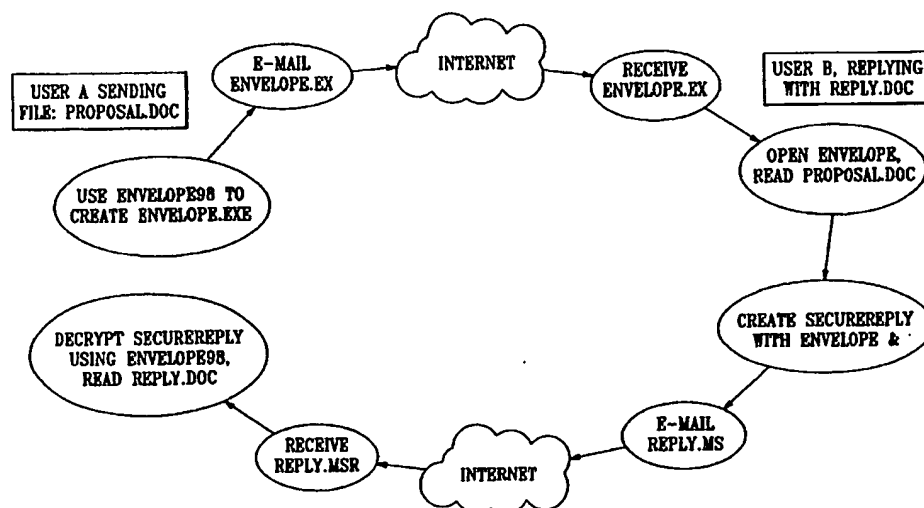 USER A SENDING
FILE: PROPOSAL.DOC
E-MAIL
ENVELOPE.EX
INTERNET
RECEIVE
ENVELOPE.EX
USER B, REPLYING
WITH REPLY.DOC
USE ENVELOPE98 TO
CREATE ENVELOPE.EXE
OPEN ENVELOPE,
READ PROPOSAL.DOC
DECRYPT SECUREREPLY
USING ENVELOPE98,
READ REPLY.DOC
CREATE SECUREREPLY
WITH ENVELOPE &
E-MAIL
REPLY.MS
INTERNET
RECEIVE
REPLY.MSR